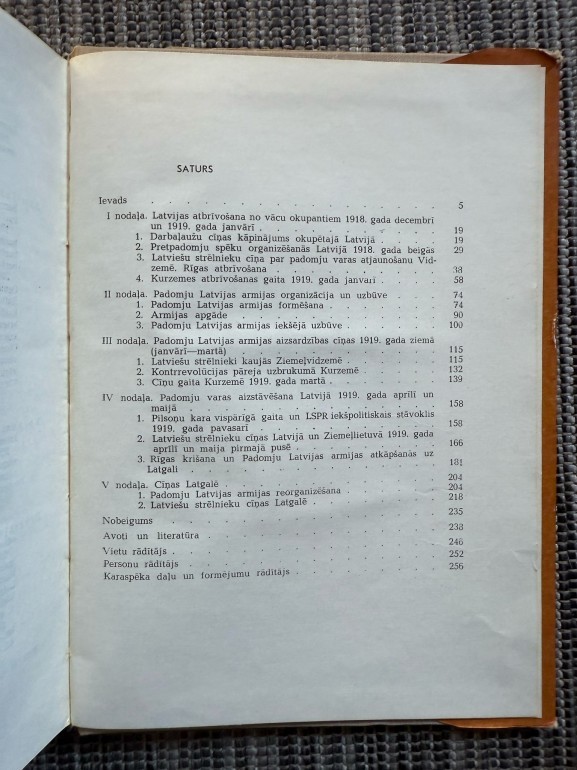 SATURS
Ievads . . . . . . . . . . 5
I nodaļa. Latvijas atbrīvošana no vācu okupantiem 1918. gada decembrī
un 1919. gada janvārī . . . . . . . 19
1. Darbaļaužu cīņas kāpinājums okupētajā Latvijā . . . 19
2. Pretpadomju spēku organizēšanās Latvijā 1918. gada beigās 29
3. Latviešu strēlnieku cīņa par padomju varas atjaunošanu Vid-
zemē. Rīgas atbrīvošana . . . . . . . 38
4. Kurzemes atbrīvošanas gaita 1919. gada janvārī . . . 58
II nodaļa. Padomju Latvijas armijas organizācija un uzbūve . . 74
1. Padomju Latvijas armijas formēšana . . . . . 74
2. Armijas apgāde . . . . . . . . 90
3. Padomju Latvijas armijas iekšējā uzbūve . . . . 100
III nodaļa. Padomju Latvijas armijas aizsardzības cīņas 1919. gada ziemā
(janvārī—martā) . . . . . . . . 115
1. Latviešu strēlnieki kaujās Ziemeļvidzemē . . . . 115
2. Kontrrevolūcijas pāreja uzbrukumā Kurzemē . . . 132
3. Cīņu gaita Kurzemē 1919. gada martā . . . . . 139
IV nodaļa. Padomju varas aizstāvēšana Latvijā 1919. gada aprīlī un
maijā . . . . . . . . . . 158
1. Pilsoņu kara vispārīgā gaita un LSPR iekšpolitiskais stāvoklis
1919. gada pavasarī . . . . . . . . 158
2. Latviešu strēlnieku cīņas Latvijā un Ziemeļlietuvā 1919. gada
aprīlī un maija pirmajā pusē . . . . . . 166
3. Rīgas krišana un Padomju Latvijas armijas atkāpšanās uz
Latgali . . . . . . . . . 181
V nodaļa. Cīņas Latgalē . . . . . . . . 204
1. Padomju Latvijas armijas reorganizēšana . . . . 204
2. Latviešu strēlnieku cīņas Latgalē . . . . . 218
Nobeigums . . . . . . . . . . 235
Avoti un literatūra . . . . . . . . . 238
Vietu rādītājs . . . . . . . . . . 246
Personu rādītājs . . . . . . . . . 252
Karaspēka daļu un formējumu rādītājs . . . . . 256